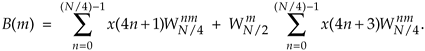 B(m) = \sum_{n=0}^{(N/4)-1} x(4n+1)W_{N/4}^{nm} + W_{N/2}^{m} \sum_{n=0}^{(N/4)-1} x(4n+3)W_{N/4}^{nm}.